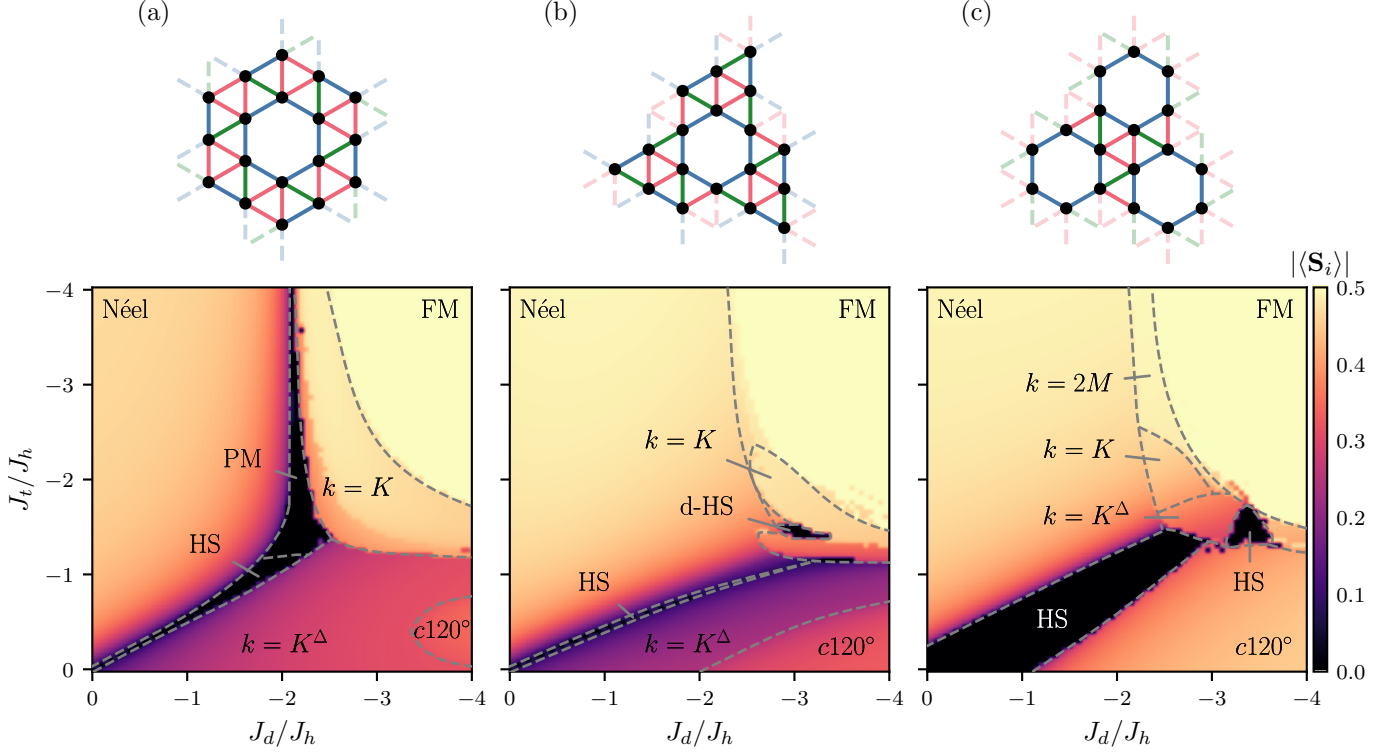 (a)
(b)
(c)
|⟨S_i⟩|
Néel
FM
PM
k = K
HS
k = K^Δ
c120°
−4
−3
−2
−1
0
J_t/J_h
0
−1
−2
−3
−4
J_d/J_h
Néel
FM
k = K
d-HS
HS
k = K^Δ
c120°
0
−1
−2
−3
−4
J_d/J_h
Néel
FM
k = 2M
k = K
k = K^Δ
HS
HS
c120°
0
−1
−2
−3
−4
J_d/J_h
0.5
0.4
0.3
0.2
0.1
0.0